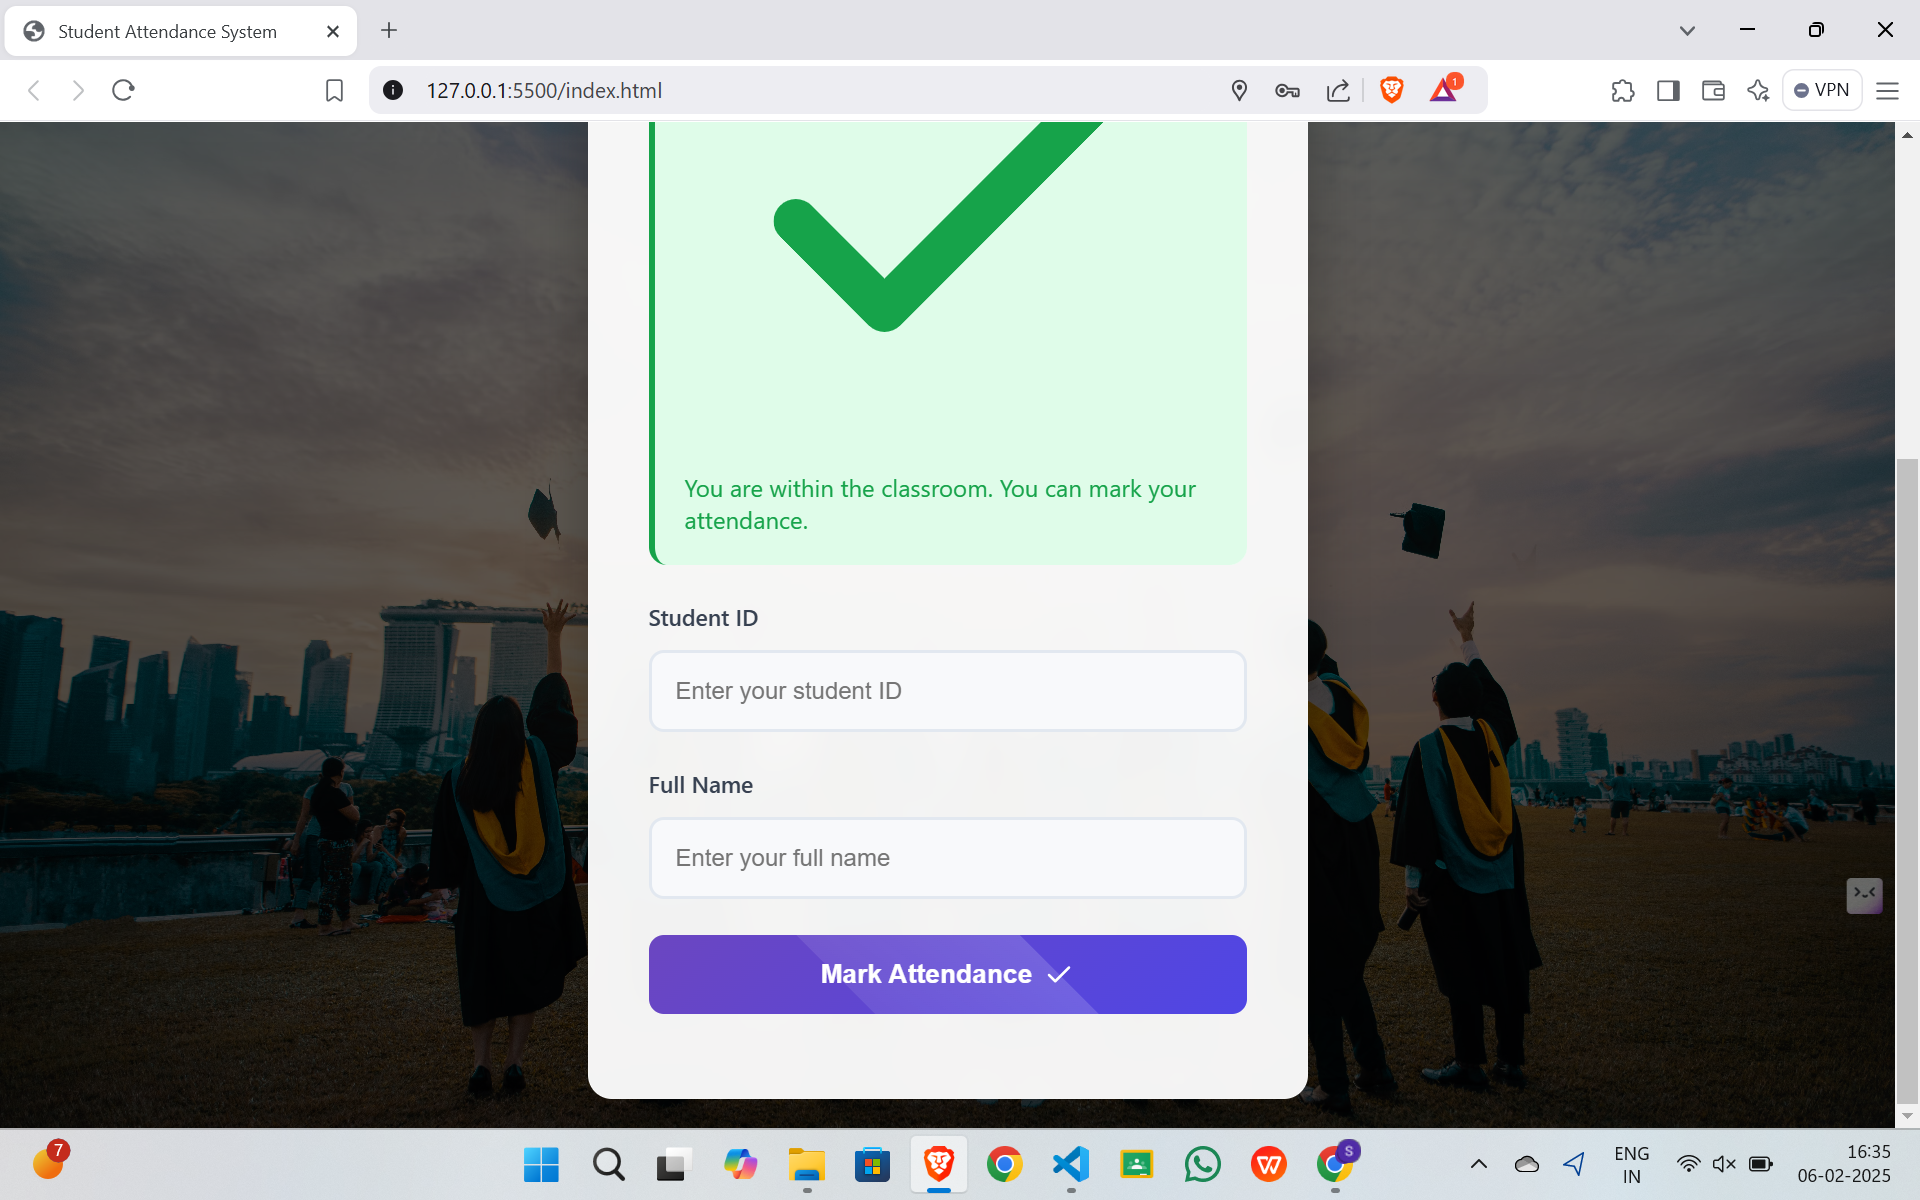 Student Attendance System
127.0.0.1:5500/index.html
1
VPN
You are within the classroom. You can mark your
attendance.
Student ID
Enter your student ID
Full Name
Enter your full name
Mark Attendance
7
S
ENG
IN
16:35
06-02-2025